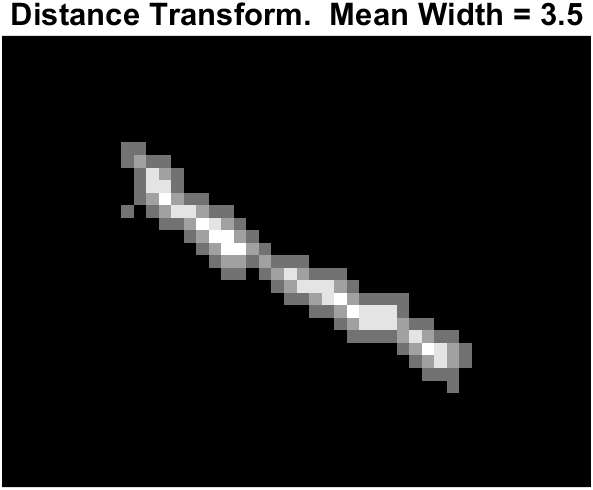 Distance Transform.  Mean Width = 3.5